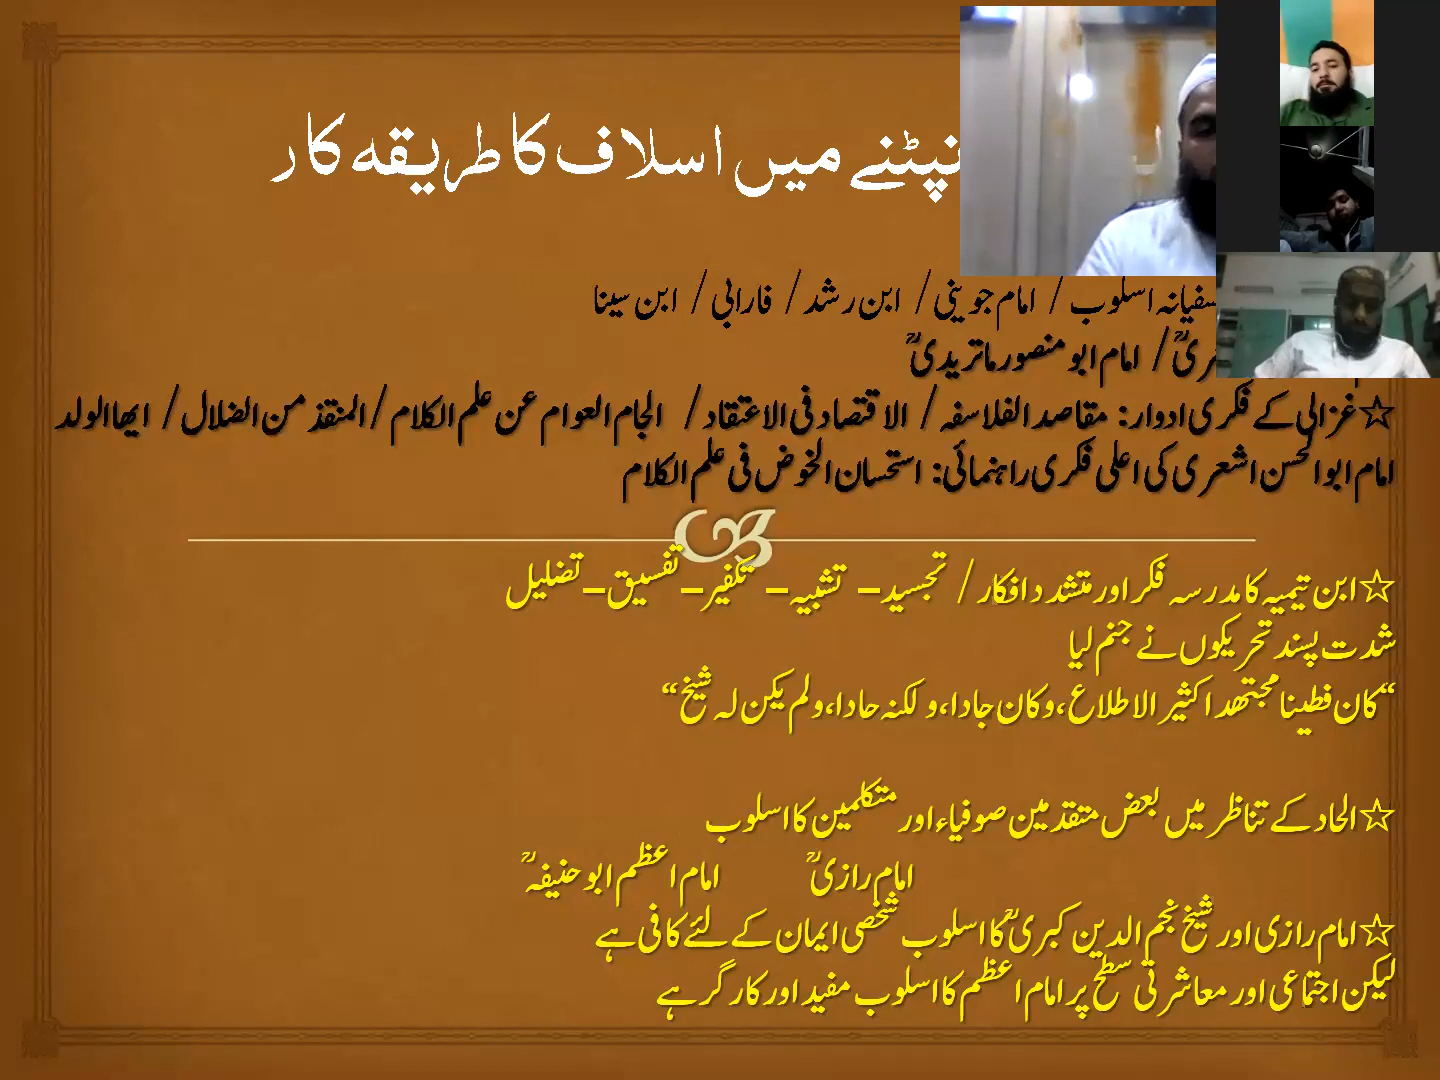 نپٹنے میں اسلاف کا طریقہ کار
اسلوب / امام جوینی / ابن رشد / فارابی / ابن سینا
/ امام ابو منصور ماتریدیؒ
☆غزالی کے فکری ادوار: مقاصد الفلاسفہ / الاقتصاد فی الاعتقاد / الجام العوام عن علم الکلام / المنقذ من الضلال / ایھا الولد
امام ابوالحسن اشعری کی اعلی فکری راہنمائی: استحسان الخوض فی علم الکلام
☆ابن تیمیہ کا مدرسہ فکر اور متشدد افکار / تجسید – تشبیہ – تکفیر – تفسیق – تضلیل
شدت پسند تحریکوں نے جنم لیا
“کان فطینا مجتھدا کثیر الاطلاع، وکان جادا، و لکنہ حادا، ولم یکن لہ شیخ“
☆الحاد کے تناظر میں بعض متقدمین صوفیاء اور متکلمین کا اسلوب
امام رازیؒ امام اعظم ابو حنیفہؒ
☆امام رازی اور شیخ نجم الدین کبریؒ کا اسلوب شخصی ایمان کے لئے کافی ہے
لیکن اجتماعی اور معاشرتی سطح پر امام اعظم کا اسلوب مفید اور کارگر ہے